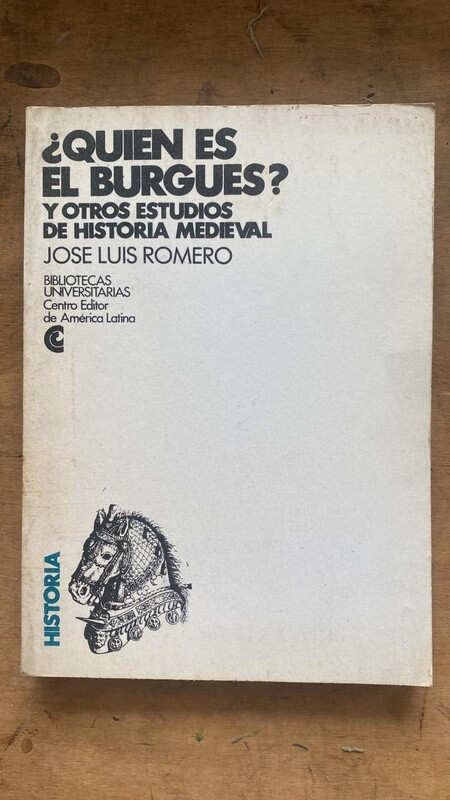 ¿QUIEN ES
EL BURGUES?
Y OTROS ESTUDIOS
DE HISTORIA MEDIEVAL
JOSE LUIS ROMERO
BIBLIOTECAS
UNIVERSITARIAS
Centro Editor
de América Latina
HISTORIA